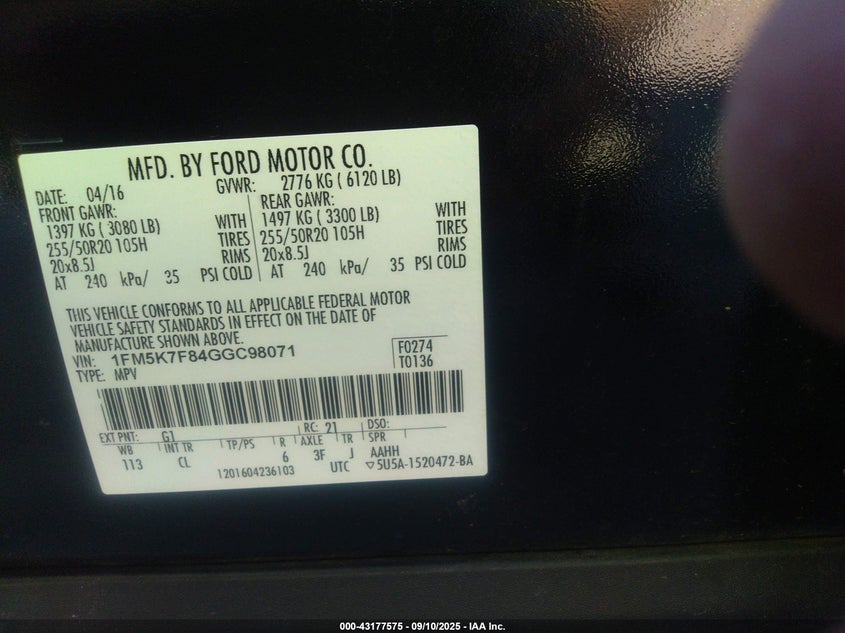 MFD. BY FORD MOTOR CO.
DATE: 04/16 GVWR: 2776 KG ( 6120 LB)
FRONT GAWR: REAR GAWR:
1397 KG ( 3080 LB) WITH 1497 KG ( 3300 LB) WITH
255/50R20 105H TIRES 255/50R20 105H TIRES
20x8.5J RIMS 20x8.5J RIMS
AT 240 kPa/ 35 PSI COLD AT 240 kPa/ 35 PSI COLD
THIS VEHICLE CONFORMS TO ALL APPLICABLE FEDERAL MOTOR
VEHICLE SAFETY STANDARDS IN EFFECT ON THE DATE OF
MANUFACTURE SHOWN ABOVE.
VIN: 1FM5K7F84GGC98071 F0274
TYPE: MPV T0136
EXT PNT: G1 RC: 21 DSO:
WB INT TR TP/PS R AXLE TR SPR
113 CL 6 3F J AAHH
1201604236103 UTC ▽5U5A-1520472-BA
000-43177575 - 09/10/2025 - IAA Inc.